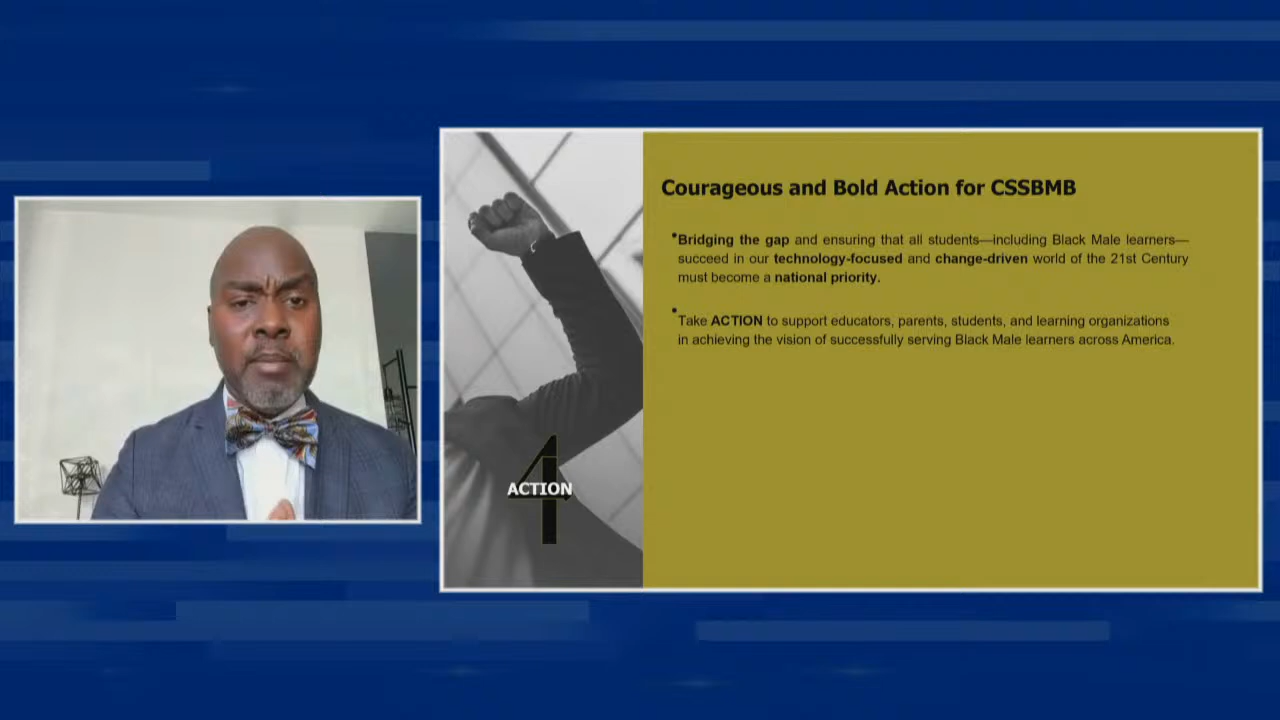 Courageous and Bold Action for CSSBMB
•Bridging the gap and ensuring that all students—including Black Male learners—
succeed in our technology-focused and change-driven world of the 21st Century
must become a national priority.
•Take ACTION to support educators, parents, students, and learning organizations
in achieving the vision of successfully serving Black Male learners across America.
4
ACTION